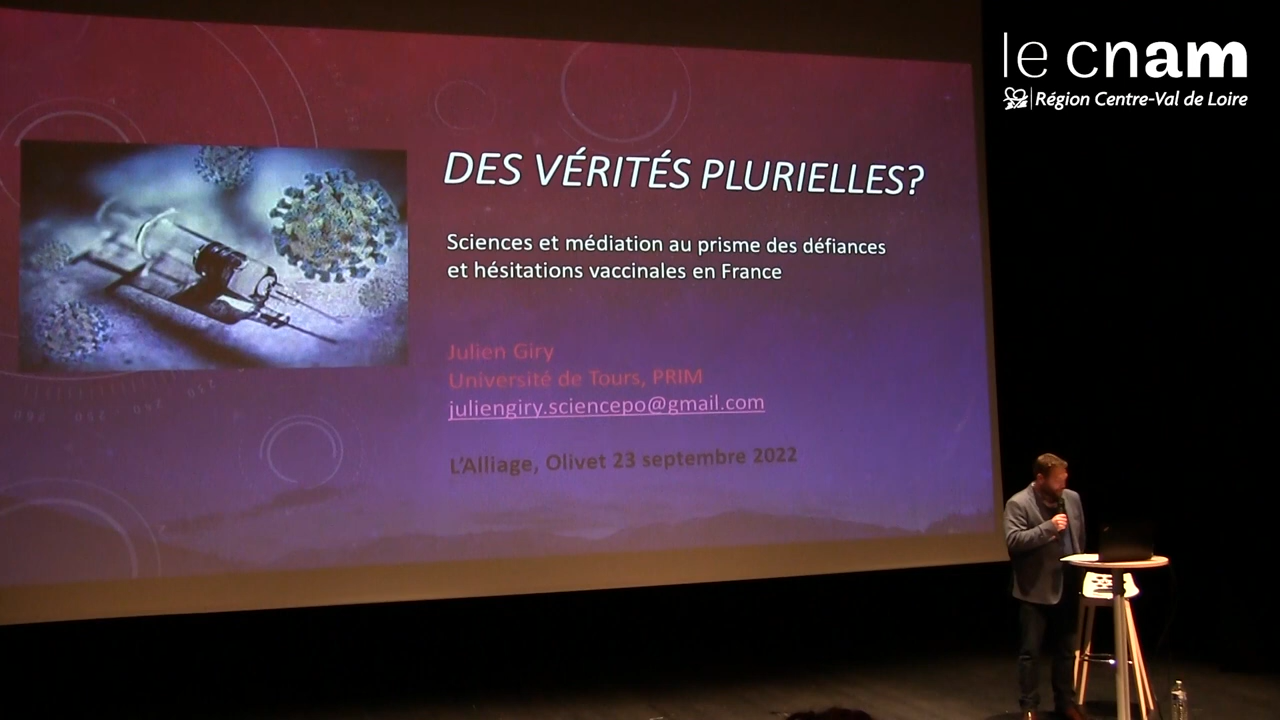 le cnam
Région Centre-Val de Loire
DES VÉRITÉS PLURIELLES?
Sciences et médiation au prisme des défiances
et hésitations vaccinales en France
Julien Giry
Université de Tours, PRIM
juliengiry.sciencepo@gmail.com
L'Alliage, Olivet 23 septembre 2022